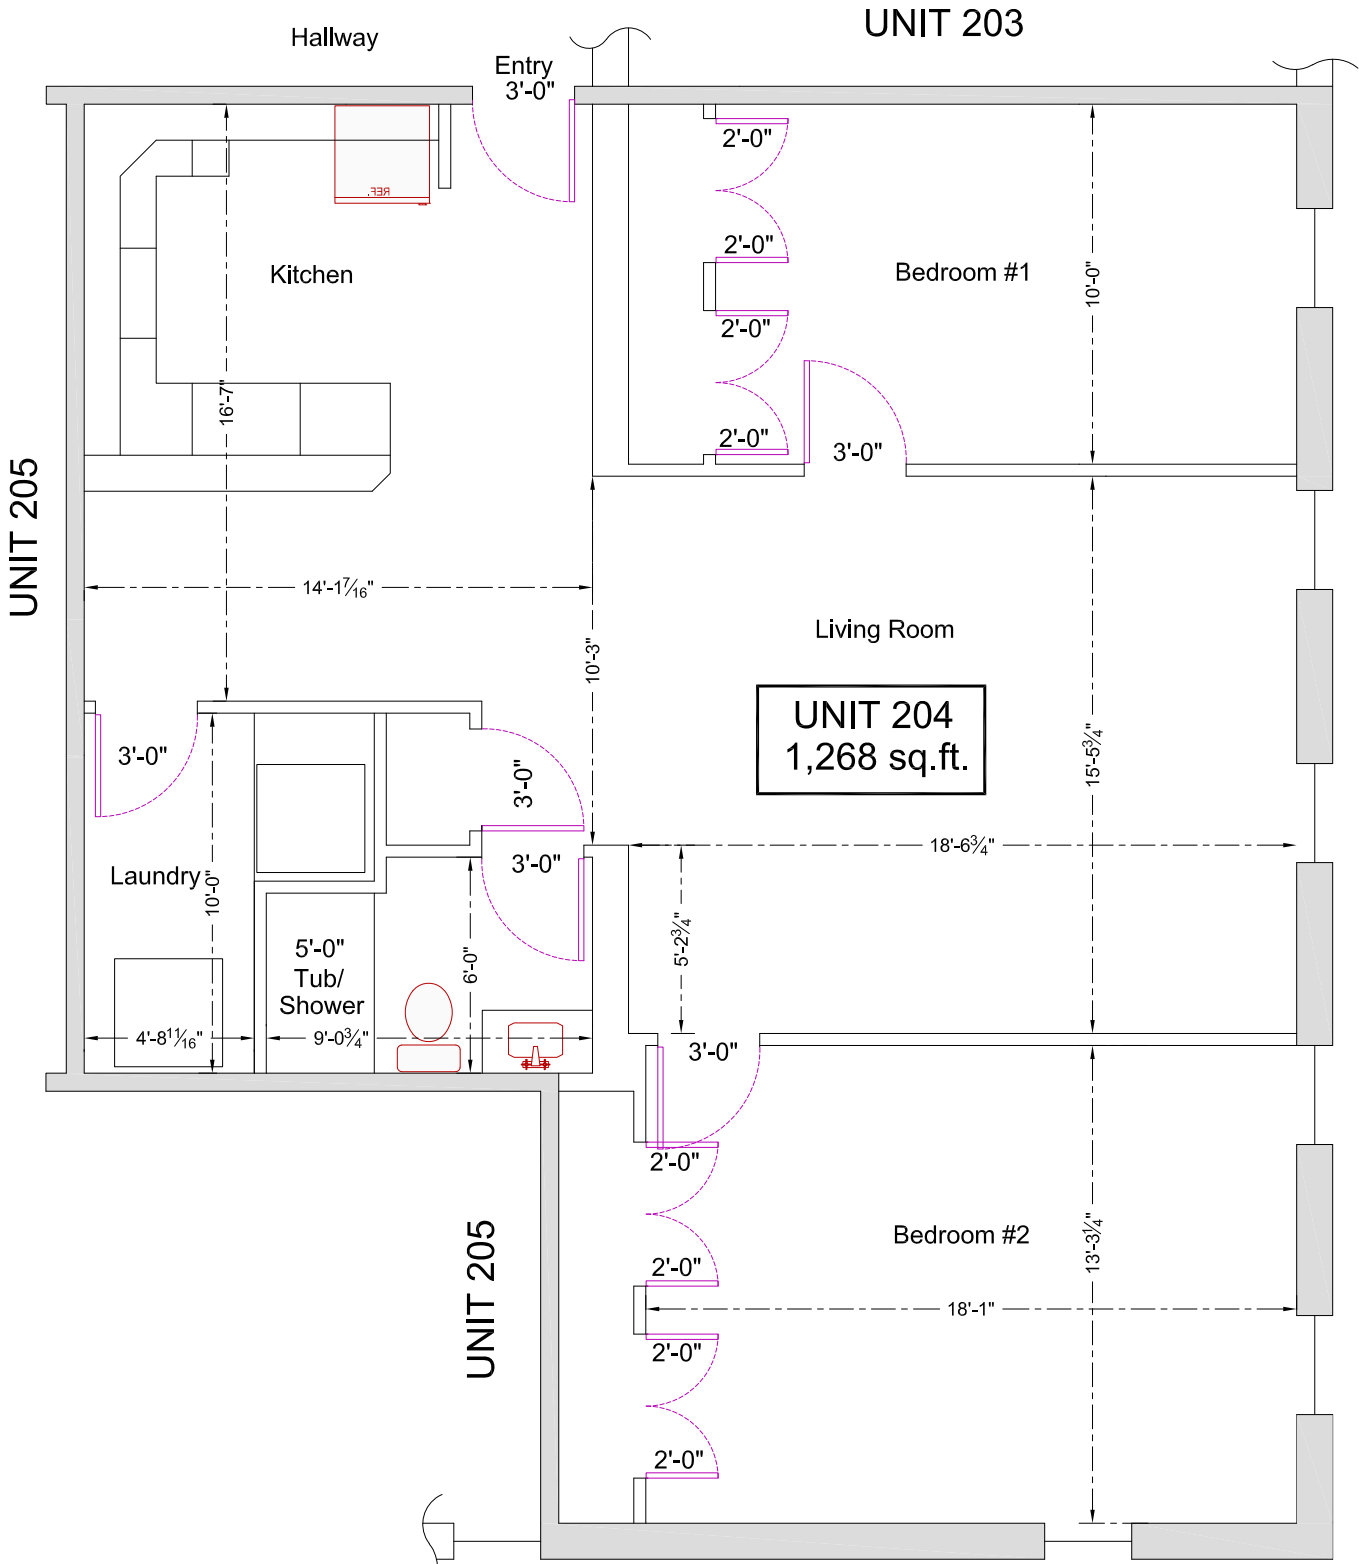 UNIT 203
Hallway
Entry
3'-0"
2'-0"
REF.
2'-0"
Kitchen
Bedroom #1
10'-0"
2'-0"
16'-7"
2'-0"
3'-0"
UNIT 205
14'-1 7/16"
Living Room
10'-3"
UNIT 204
1,268 sq.ft.
3'-0"
3'-0"
15'-5 3/4"
3'-0"
18'-6 3/4"
Laundry
10'-0"
5'-0"
Tub/
Shower
6'-0"
5'-2 3/4"
4'-8 11/16"
9'-0 3/4"
3'-0"
2'-0"
UNIT 205
Bedroom #2
13'-3 1/4"
2'-0"
18'-1"
2'-0"
2'-0"